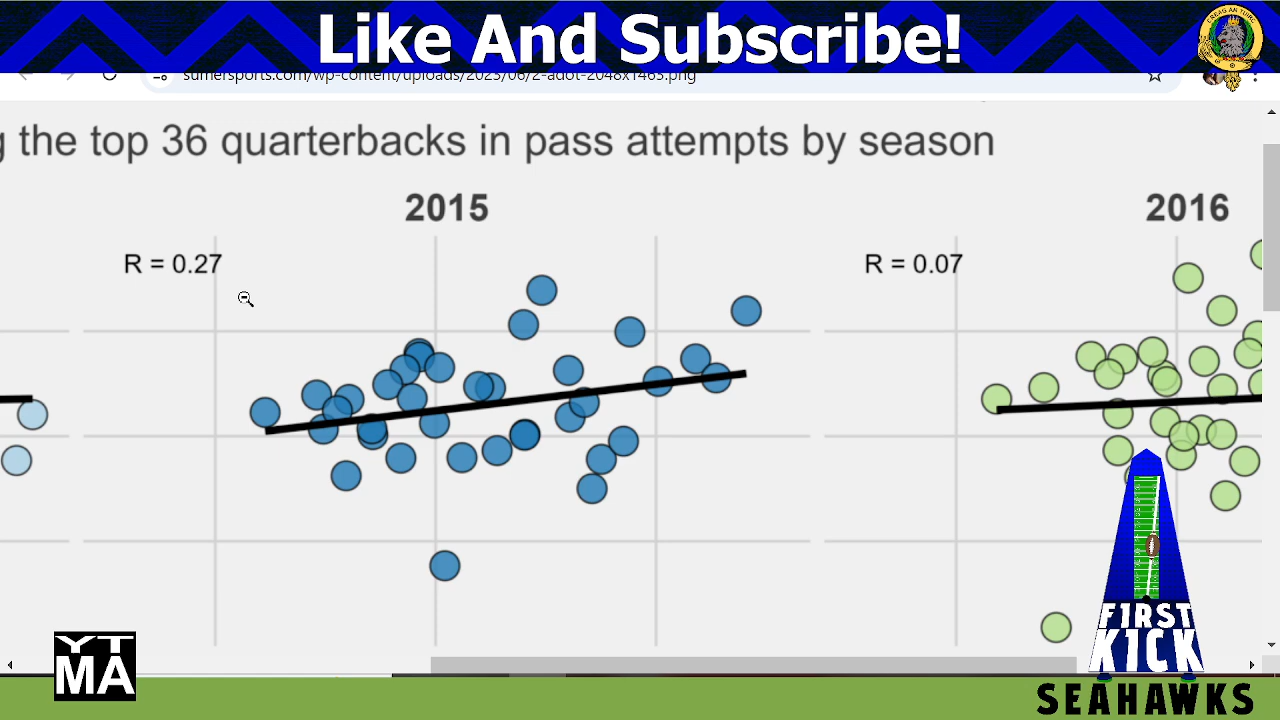 Like And Subscribe!
sumersports.com/wp-content/uploads/2023/06/2-adot-2048x1463.png
g the top 36 quarterbacks in pass attempts by season
2015
2016
R = 0.27
R = 0.07
YT
MA
FIRST
KICK
SEAHAWKS